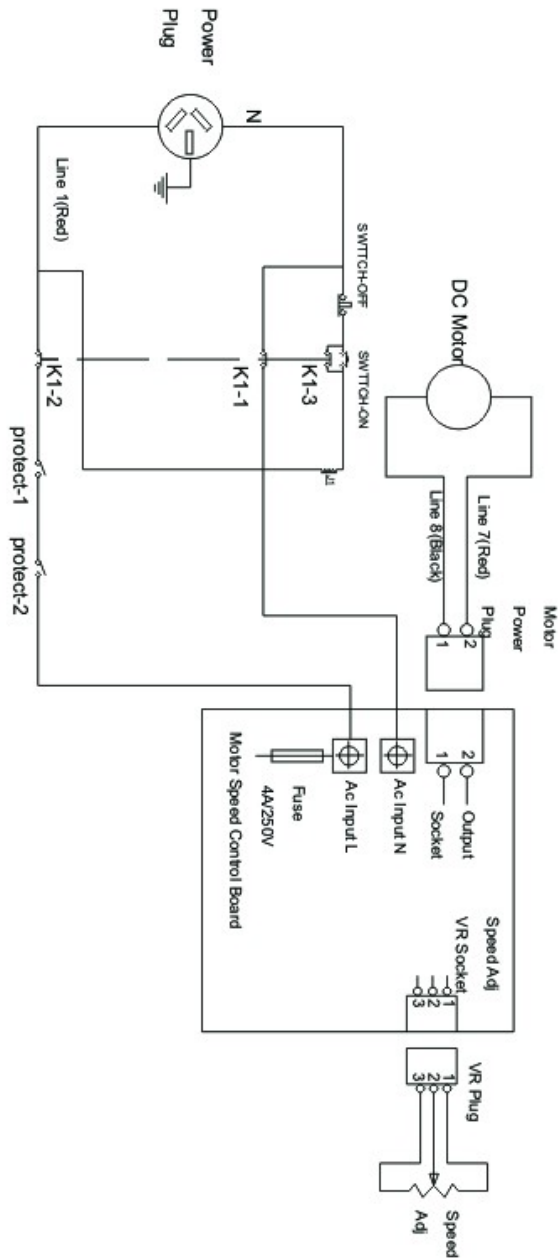 Power
Plug
N
Line 1(Red)
SWTTCH-OFF
SWTTCH-ON
K1-3
K1-1
K1-2
J1
protect-1
protect-2
DC Motor
Line 7(Red)
Line 8(Black)
Motor
Power
Plug
2
1
2
1
Output
Socket
Ac Input N
Ac Input L
Fuse
4A/250V
Motor Speed Control Board
Speed Adj
VR Socket
1
2
3
VR Plug
1
2
3
Speed
Adj